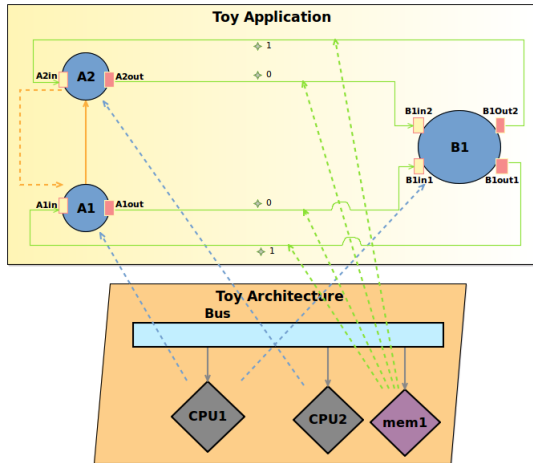 Toy Application
1
A2in
A2
A2out
0
B1in2
B1Out2
B1
B1in1
B1out1
A1in
A1
A1out
0
1
Toy Architecture
Bus
CPU1
CPU2
mem1